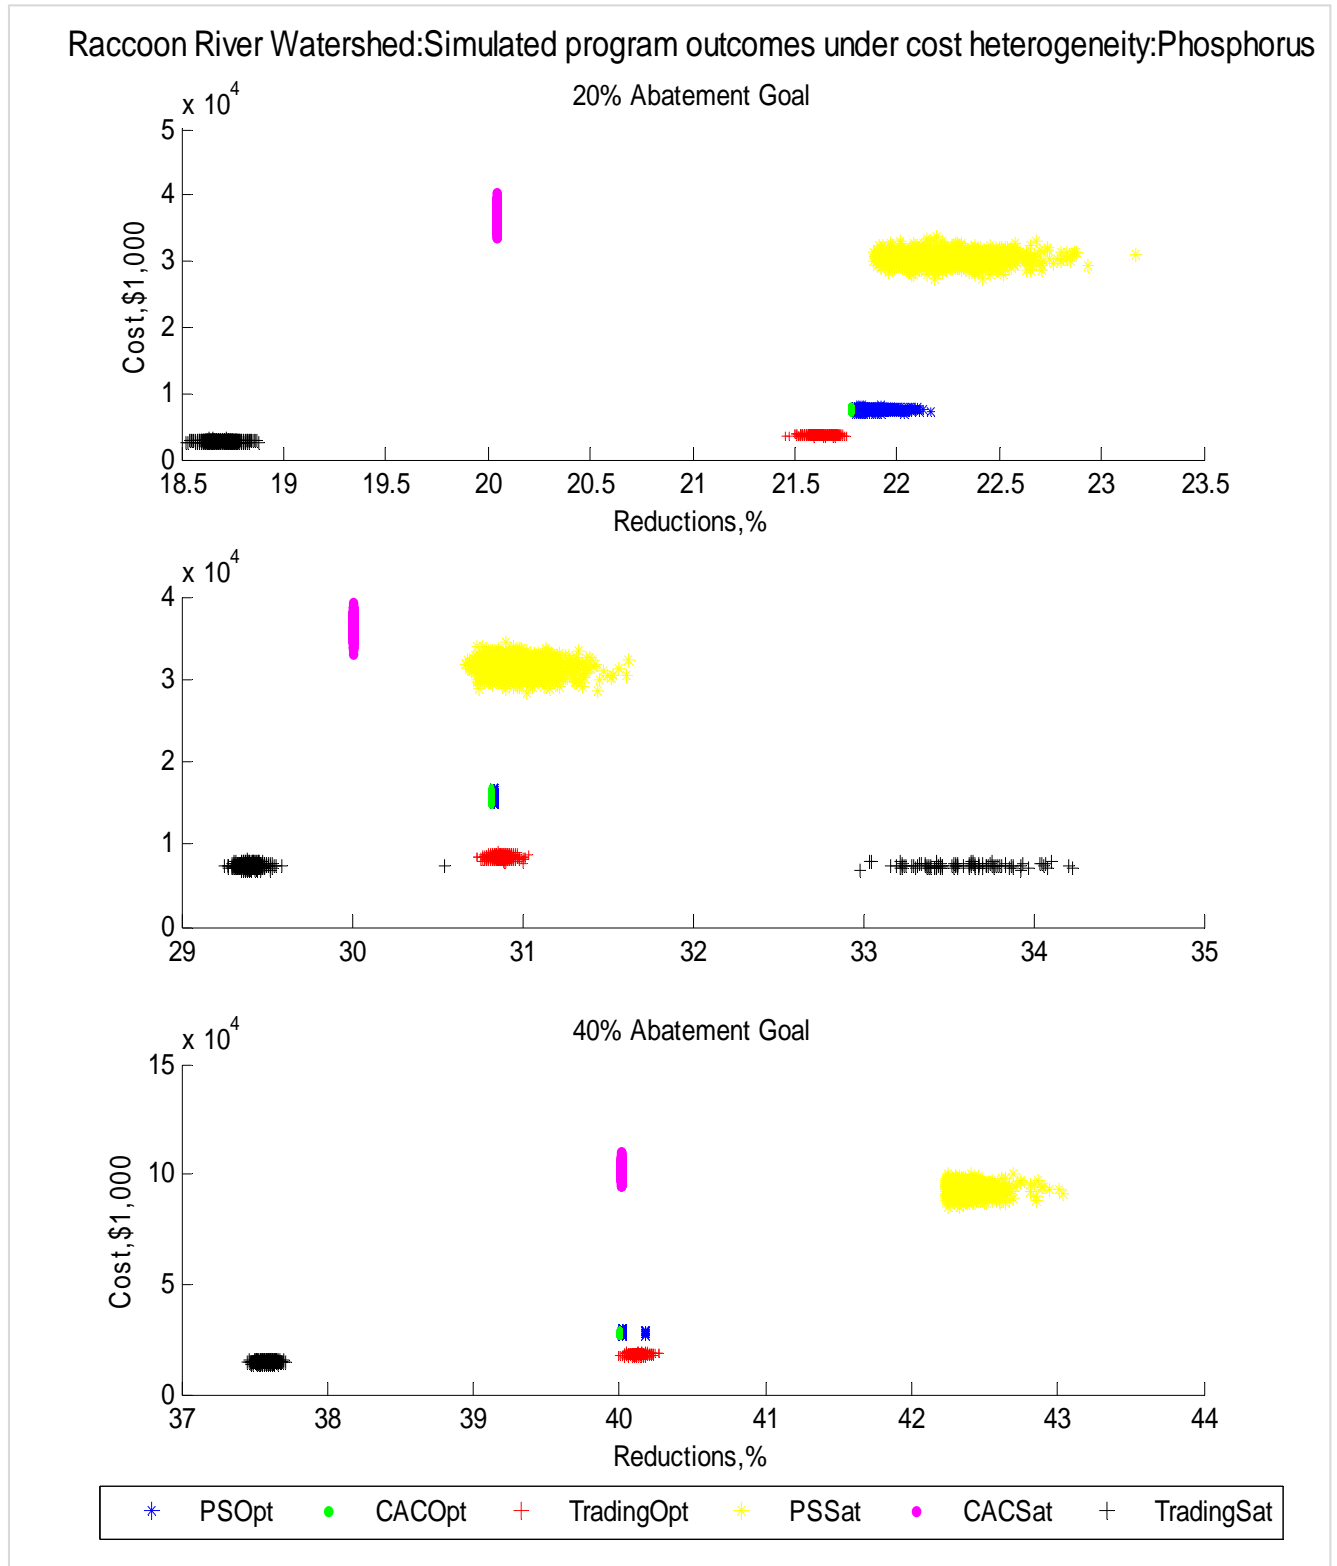 Raccoon River Watershed:Simulated program outcomes under cost heterogeneity:Phosphorus
20% Abatement Goal
x 10^4
5
4
3
2
1
0
Cost,$1,000
18.5 19 19.5 20 20.5 21 21.5 22 22.5 23 23.5
Reductions,%
x 10^4
4
3
2
1
0
29 30 31 32 33 34 35
40% Abatement Goal
x 10^4
15
10
5
0
Cost,$1,000
37 38 39 40 41 42 43 44
Reductions,%
PSOpt CACOpt TradingOpt PSSat CACSat TradingSat